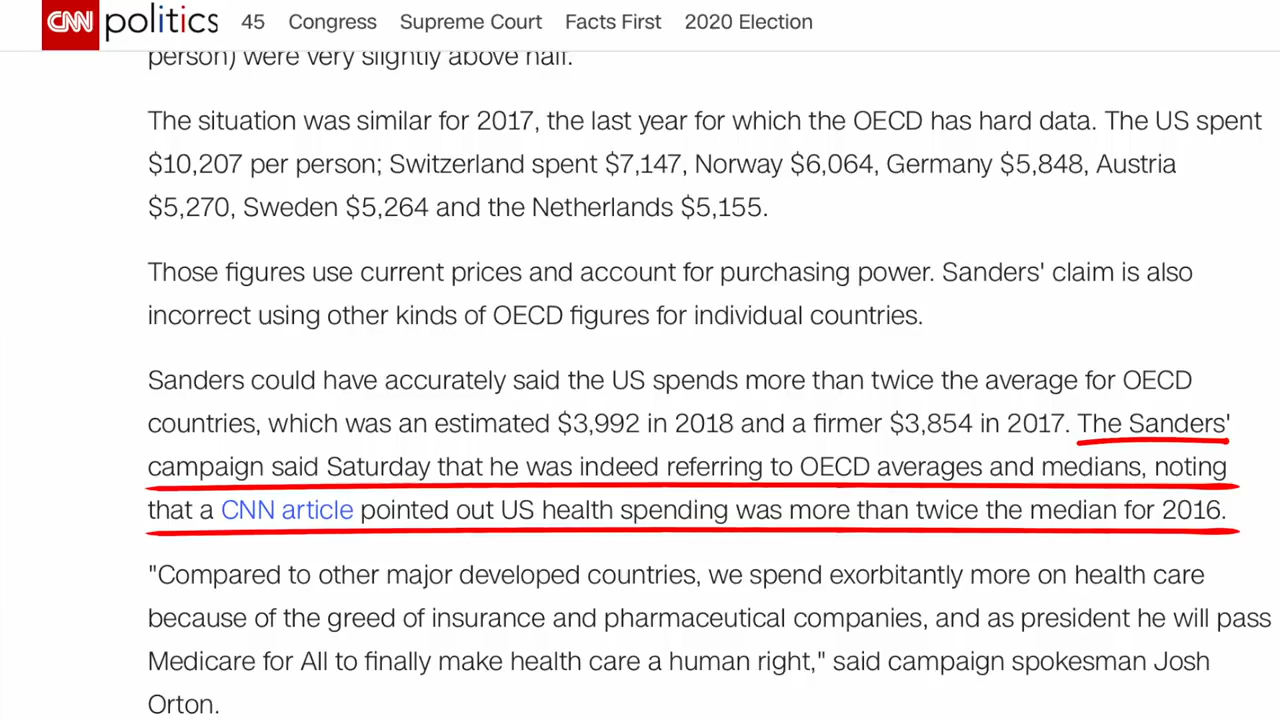 CNN politics 45 Congress Supreme Court Facts First 2020 Election
person) were very slightly above half.
The situation was similar for 2017, the last year for which the OECD has hard data. The US spent
$10,207 per person; Switzerland spent $7,147, Norway $6,064, Germany $5,848, Austria
$5,270, Sweden $5,264 and the Netherlands $5,155.
Those figures use current prices and account for purchasing power. Sanders' claim is also
incorrect using other kinds of OECD figures for individual countries.
Sanders could have accurately said the US spends more than twice the average for OECD
countries, which was an estimated $3,992 in 2018 and a firmer $3,854 in 2017. The Sanders'
campaign said Saturday that he was indeed referring to OECD averages and medians, noting
that a CNN article pointed out US health spending was more than twice the median for 2016.
"Compared to other major developed countries, we spend exorbitantly more on health care
because of the greed of insurance and pharmaceutical companies, and as president he will pass
Medicare for All to finally make health care a human right," said campaign spokesman Josh
Orton.